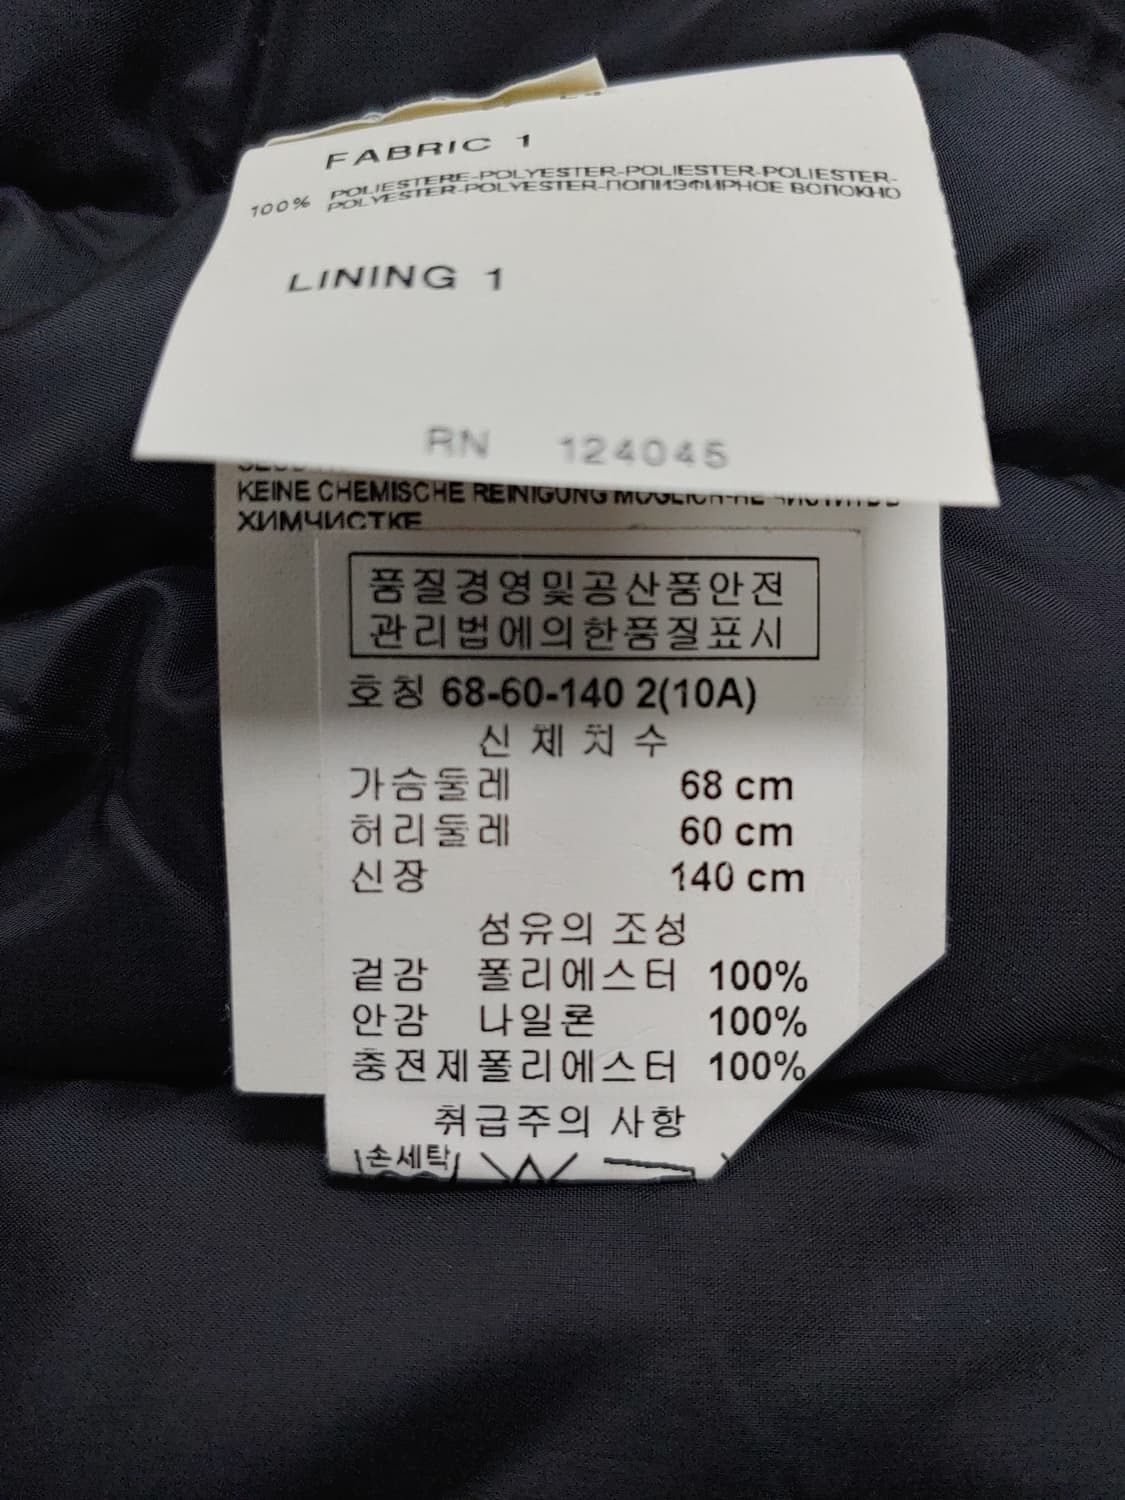 FABRIC 1
100% POLIESTERE-POLYESTER-POLIESTER-POLIESTER-
POLYESTER-POLYESTER-ПОЛИЭФИРНОЕ ВОЛОКНО
LINING 1
RN 124045
KEINE CHEMISCHE REINIGUNG MÖGLICH-НЕ ЧИСТИТЬ В
ХИМЧИСТКЕ
품질경영및공산품안전
관리법에의한품질표시
호칭 68-60-140 2(10A)
신체치수
가슴둘레 68 cm
허리둘레 60 cm
신장 140 cm
섬유의 조성
겉감 폴리에스터 100%
안감 나일론 100%
충전제폴리에스터 100%
취급주의 사항
손세탁